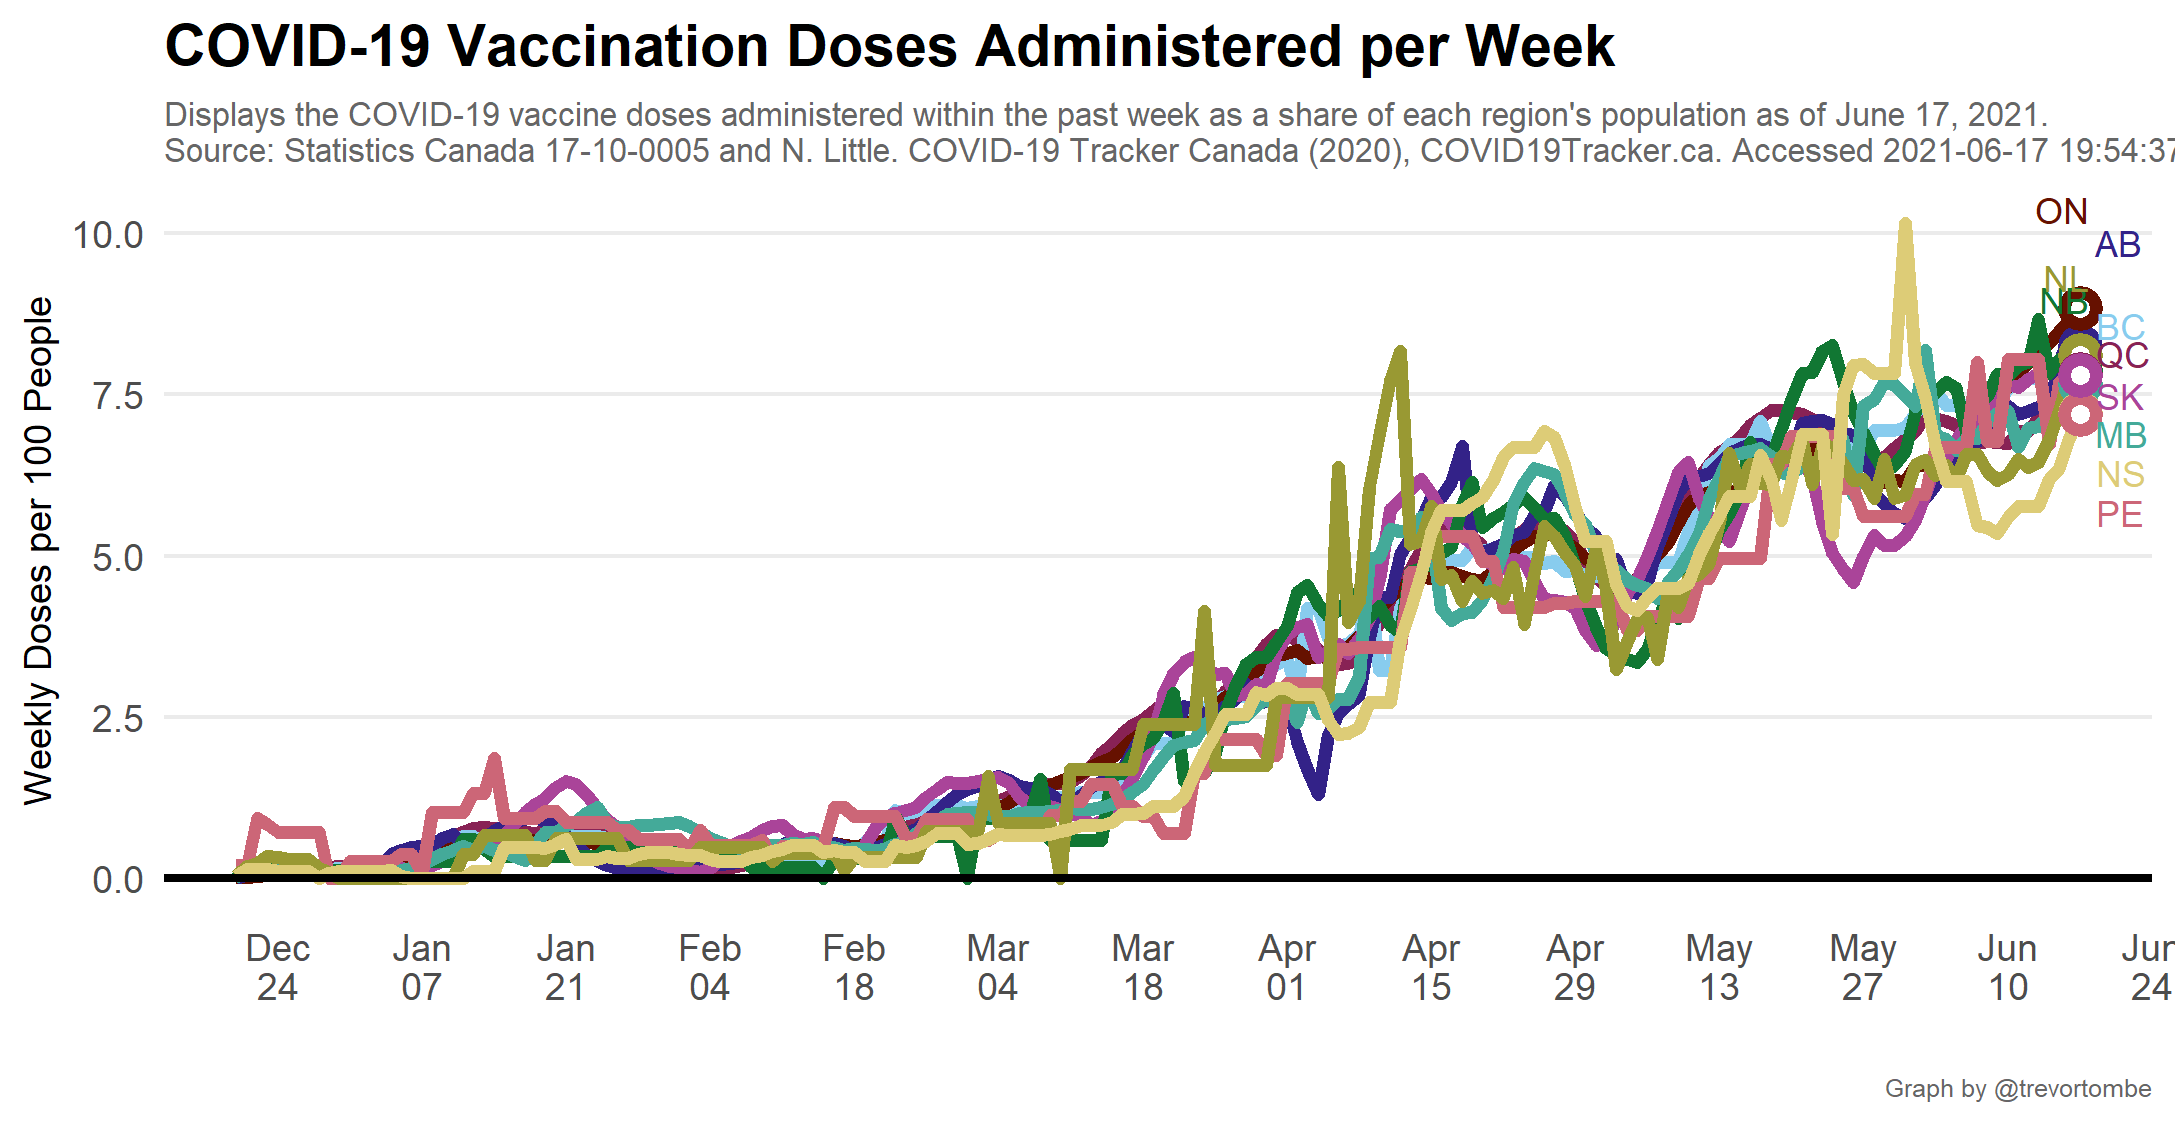 COVID-19 Vaccination Doses Administered per Week
Displays the COVID-19 vaccine doses administered within the past week as a share of each region's population as of June 17, 2021.
Source: Statistics Canada 17-10-0005 and N. Little. COVID-19 Tracker Canada (2020), COVID19Tracker.ca. Accessed 2021-06-17 19:54:37
Weekly Doses per 100 People
10.0
7.5
5.0
2.5
0.0
ON
AB
NL
NB
BC
QC
SK
MB
NS
PE
Dec 24
Jan 07
Jan 21
Feb 04
Feb 18
Mar 04
Mar 18
Apr 01
Apr 15
Apr 29
May 13
May 27
Jun 10
Jun 24
Graph by @trevortombe